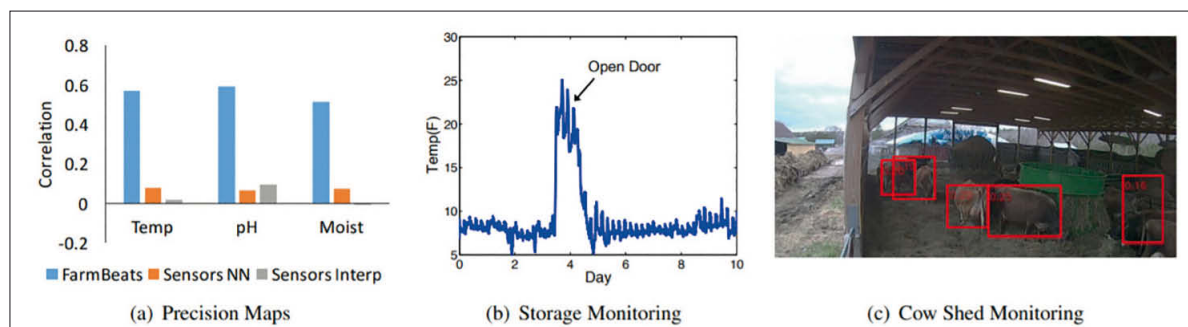 0.8
0.6
0.4
0.2
0
-0.2
Correlation
Temp pH Moist
FarmBeats Sensors NN Sensors Interp
(a) Precision Maps
30
25
20
15
10
5
Temp(F)
Open Door
0 2 4 6 8 10
Day
(b) Storage Monitoring
0.16
(c) Cow Shed Monitoring